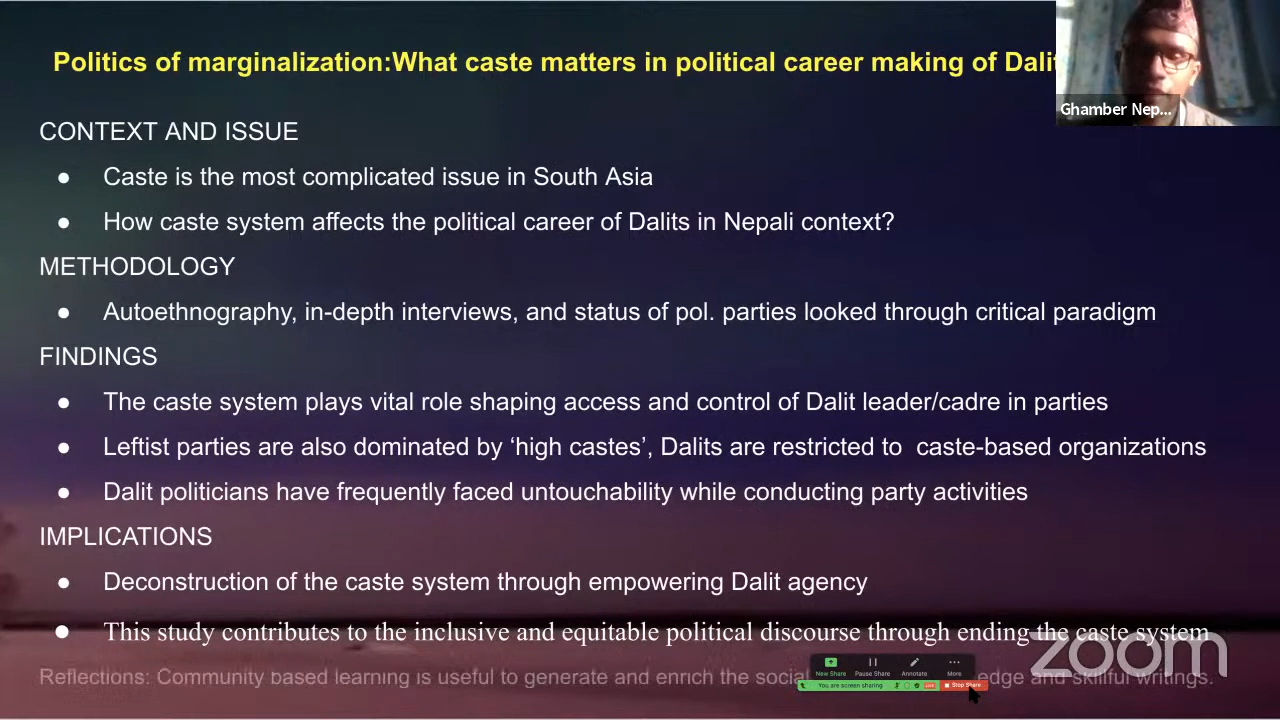 Politics of marginalization:What caste matters in political career making of Dalit
Ghamber Nep...
CONTEXT AND ISSUE
● Caste is the most complicated issue in South Asia
● How caste system affects the political career of Dalits in Nepali context?
METHODOLOGY
● Autoethnography, in-depth interviews, and status of pol. parties looked through critical paradigm
FINDINGS
● The caste system plays vital role shaping access and control of Dalit leader/cadre in parties
● Leftist parties are also dominated by ‘high castes’, Dalits are restricted to  caste-based organizations
● Dalit politicians have frequently faced untouchability while conducting party activities
IMPLICATIONS
● Deconstruction of the caste system through empowering Dalit agency
● This study contributes to the inclusive and equitable political discourse through ending the caste system
zoom
New Share Pause Share Annotate More
Reflections: Community based learning is useful to generate and enrich the social edge and skillful writings.
You are screen sharing LIVE Stop Share